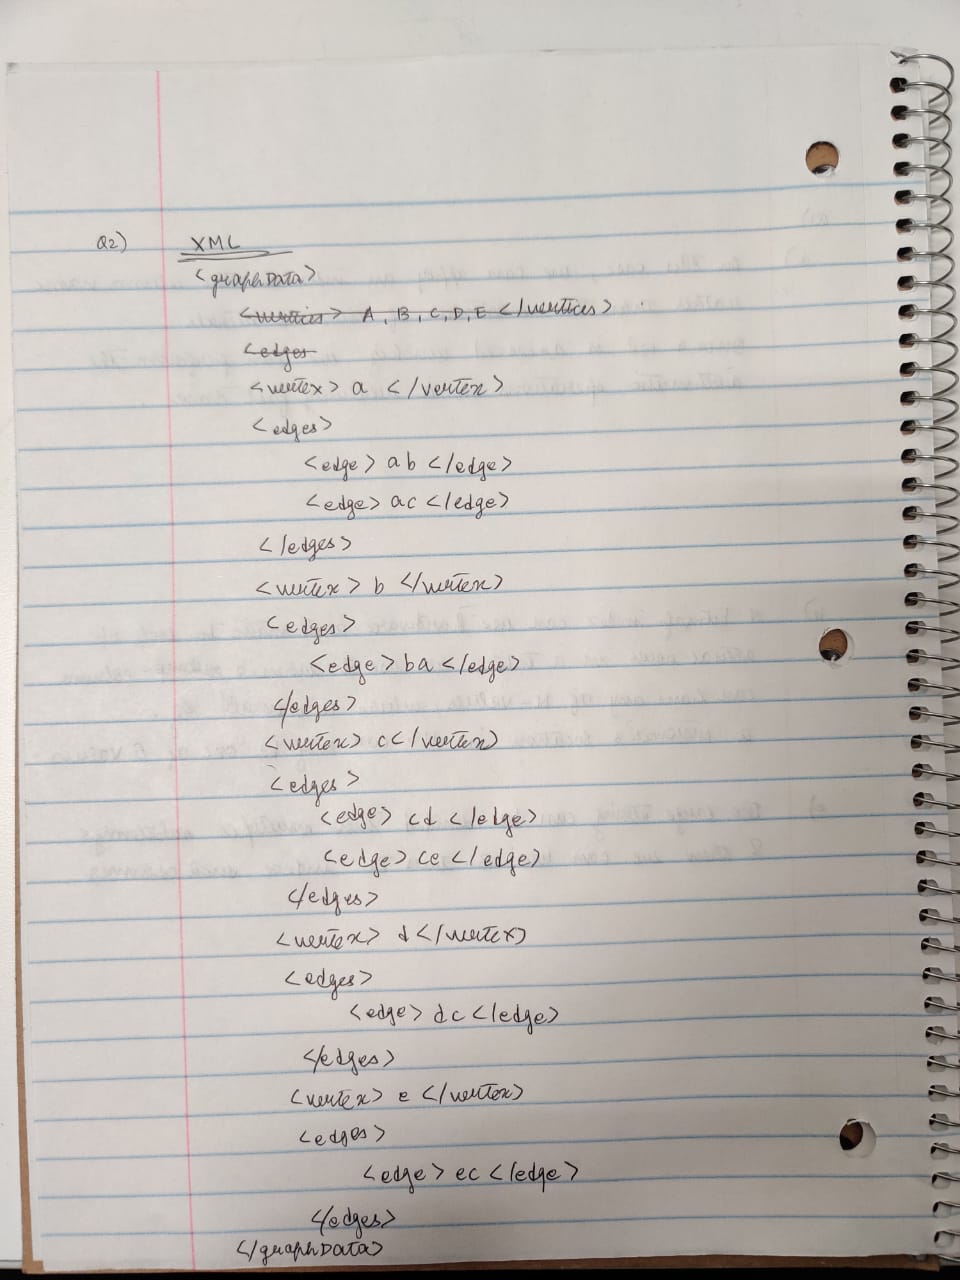 Q2) XML
<graphData>
<vertices> A, B, C, D, E </vertices>
<edges
<vertex> a </vertex>
<edges>
<edge> ab </edge>
<edge> ac </edge>
</edges>
<vertex> b </vertex>
<edges>
<edge> ba </edge>
</edges>
<vertex> c </vertex>
<edges>
<edge> cd </edge>
<edge> ce </edge>
</edges>
<vertex> d </vertex>
<edges>
<edge> dc </edge>
</edges>
<vertex> e </vertex>
<edges>
<edge> ec </edge>
</edges>
</graphData>